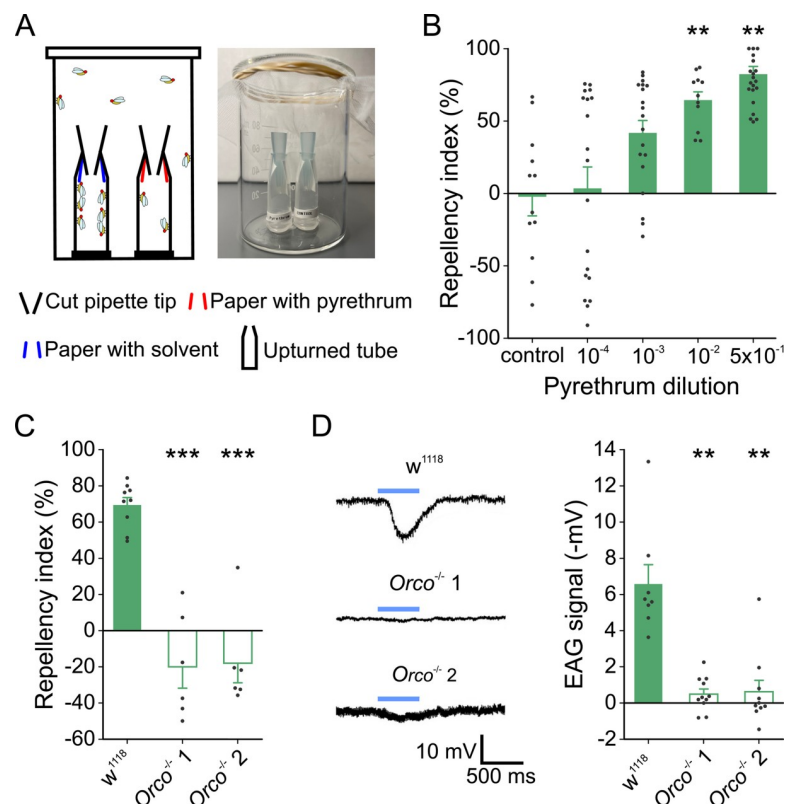 A
Cut pipette tip
Paper with pyrethrum
Paper with solvent
Upturned tube
B
Repellency index (%)
100
50
0
-50
-100
** **
control 10⁻⁴ 10⁻³ 10⁻² 5x10⁻¹
Pyrethrum dilution
C
Repellency index (%)
100
80
60
40
20
0
-20
-40
-60
*** ***
w¹¹¹⁸ Orco⁻/⁻ 1 Orco⁻/⁻ 2
D
w¹¹¹⁸
Orco⁻/⁻ 1
Orco⁻/⁻ 2
10 mV
500 ms
EAG signal (-mV)
14
12
10
8
6
4
2
0
-2
** **
w¹¹¹⁸ Orco⁻/⁻ 1 Orco⁻/⁻ 2